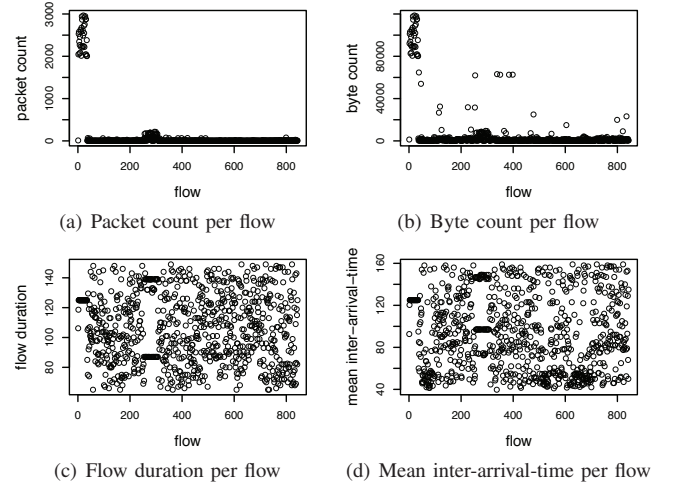 packet count
0
1000
2000
3000
0
200
400
600
800
flow
(a) Packet count per flow
byte count
0
40000
80000
0
200
400
600
800
flow
(b) Byte count per flow
flow duration
80
100
120
140
0
200
400
600
800
flow
(c) Flow duration per flow
mean inter−arrival−time
40
80
120
160
0
200
400
600
800
flow
(d) Mean inter-arrival-time per flow